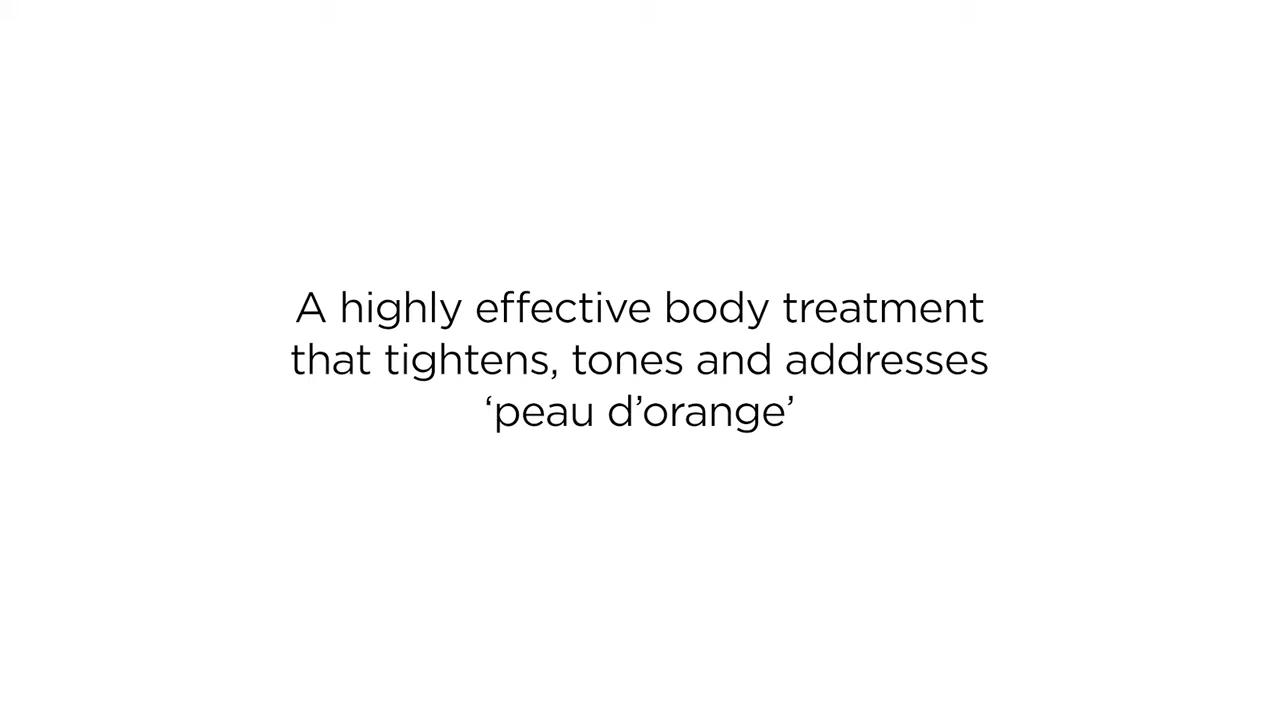 A highly effective body treatment
that tightens, tones and addresses
‘peau d’orange’